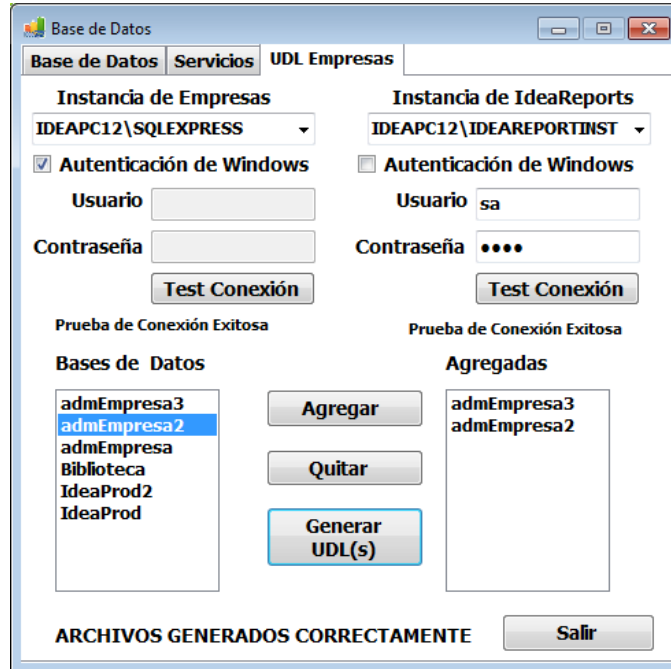 Base de Datos
Base de Datos Servicios UDL Empresas
Instancia de Empresas
IDEAPC12\SQLEXPRESS
Autenticación de Windows
Usuario
Contraseña
Test Conexión
Prueba de Conexión Exitosa
Instancia de IdeaReports
IDEAPC12\IDEAREPORTINST
Autenticación de Windows
Usuario sa
Contraseña ••••
Test Conexión
Prueba de Conexión Exitosa
Bases de Datos
admEmpresa3
admEmpresa2
admEmpresa
Biblioteca
IdeaProd2
IdeaProd
Agregar
Quitar
Generar
UDL(s)
Agregadas
admEmpresa3
admEmpresa2
ARCHIVOS GENERADOS CORRECTAMENTE
Salir